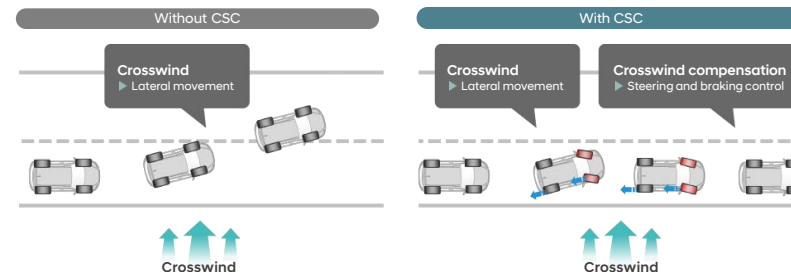 Without CSC
Crosswind
▶ Lateral movement
Crosswind
With CSC
Crosswind
▶ Lateral movement
Crosswind compensation
▶ Steering and braking control
Crosswind